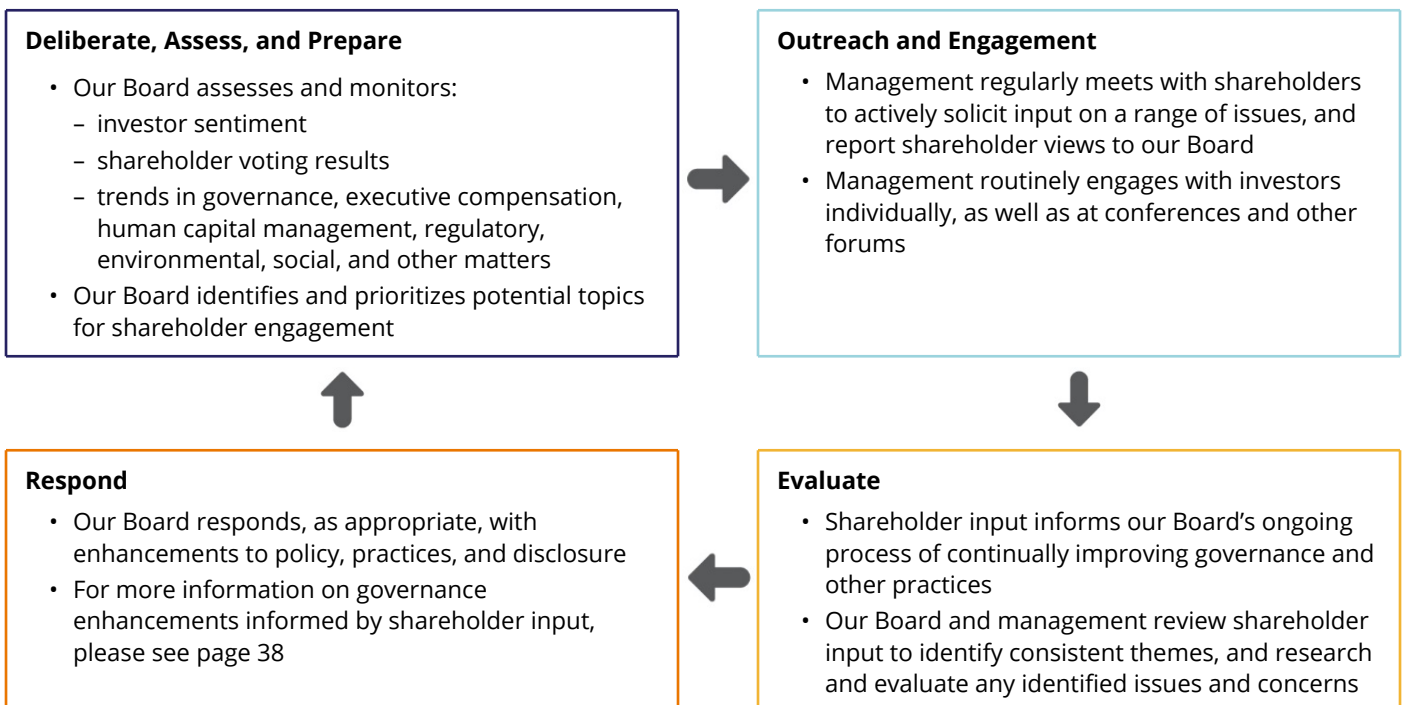 Deliberate, Assess, and Prepare
• Our Board assesses and monitors:
– investor sentiment
– shareholder voting results
– trends in governance, executive compensation,
human capital management, regulatory,
environmental, social, and other matters
• Our Board identifies and prioritizes potential topics
for shareholder engagement
Outreach and Engagement
• Management regularly meets with shareholders
to actively solicit input on a range of issues, and
report shareholder views to our Board
• Management routinely engages with investors
individually, as well as at conferences and other
forums
Evaluate
• Shareholder input informs our Board’s ongoing
process of continually improving governance and
other practices
• Our Board and management review shareholder
input to identify consistent themes, and research
and evaluate any identified issues and concerns
Respond
• Our Board responds, as appropriate, with
enhancements to policy, practices, and disclosure
• For more information on governance
enhancements informed by shareholder input,
please see page 38